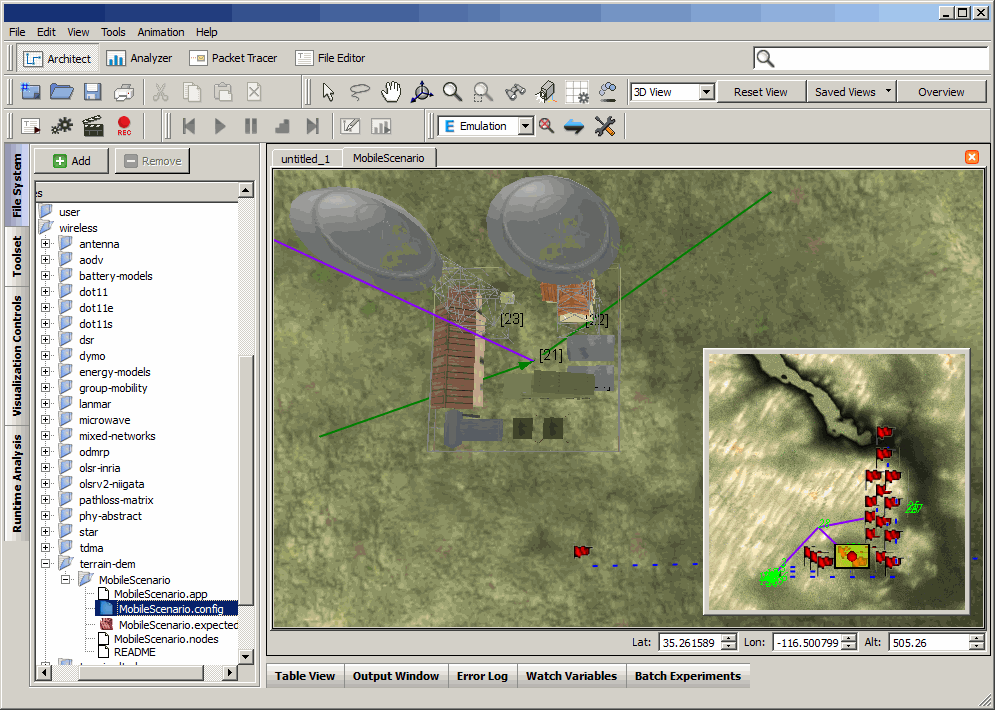 File Edit View Tools Animation Help
Architect Analyzer Packet Tracer File Editor
3D View Reset View Saved Views Overview
REC E Emulation
File System
Toolset
Visualization Controls
Runtime Analysis
Add Remove
es
user
wireless
antenna
aodv
battery-models
dot11
dot11e
dot11s
dsr
dymo
energy-models
group-mobility
lanmar
microwave
mixed-networks
odmrp
olsr-inria
olsrv2-niigata
pathloss-matrix
phy-abstract
star
tdma
terrain-dem
MobileScenario
MobileScenario.app
MobileScenario.config
MobileScenario.expected
MobileScenario.nodes
README
untitled_1 MobileScenario
[23]
[22]
[21]
Lat: 35.261589 Lon: -116.500799 Alt: 505.26
Table View Output Window Error Log Watch Variables Batch Experiments